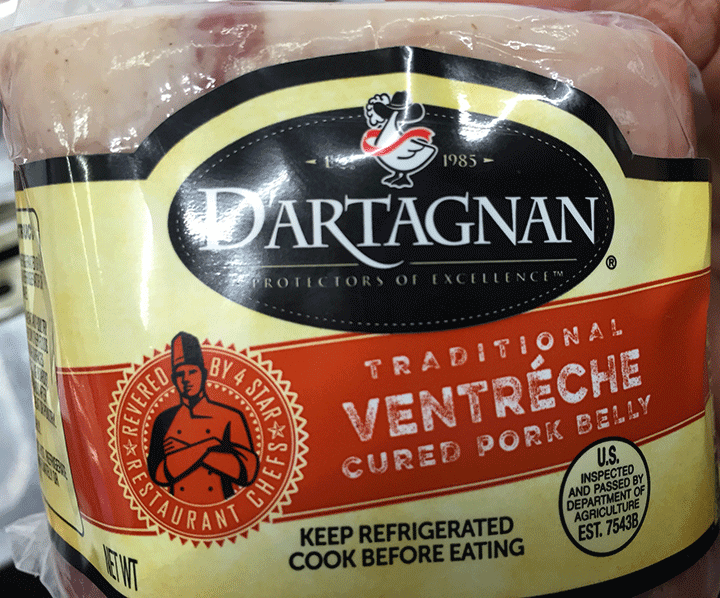 1985
D'ARTAGNAN
®
PROTECTORS OF EXCELLENCE™
TRADITIONAL
VENTRÉCHE
CURED PORK BELLY
REVERED BY 4 STAR
RESTAURANT CHEFS
KEEP REFRIGERATED
COOK BEFORE EATING
U.S.
INSPECTED
AND PASSED BY
DEPARTMENT OF
AGRICULTURE
EST. 7543B
NET WT